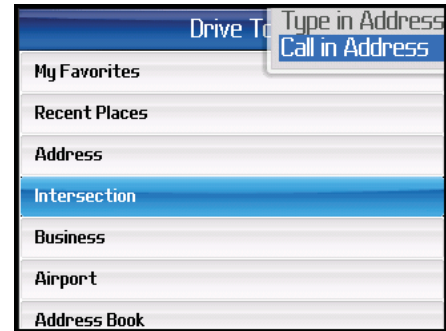 Drive To
Type in Address
Call in Address
My Favorites
Recent Places
Address
Intersection
Business
Airport
Address Book